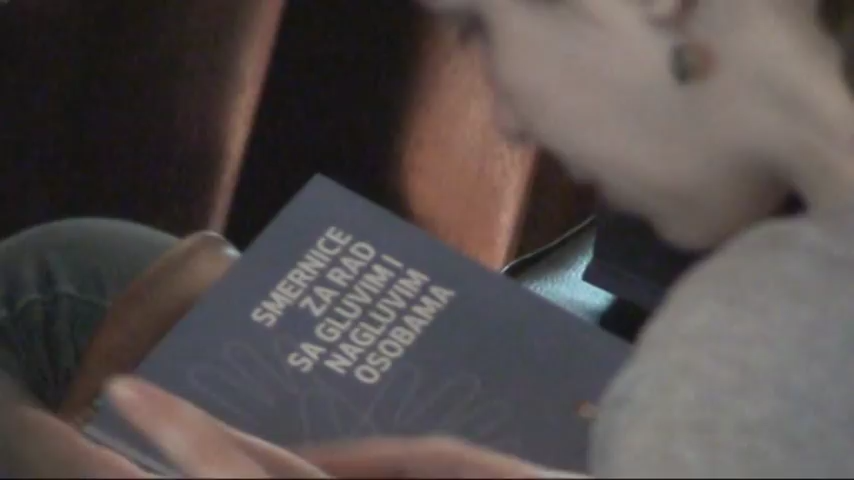 SMERNICE
ZA RAD
SA GLUVIM I
NAGLUVIM
OSOBAMA